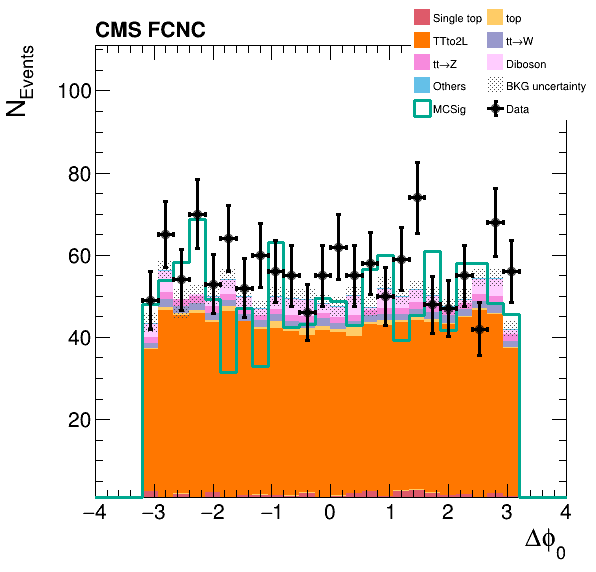 CMS FCNC
Single top
top
TTto2L
tt→W
tt→Z
Diboson
Others
BKG uncertainty
MCSig
Data
N_Events
100
80
60
40
20
−4 −3 −2 −1 0 1 2 3 4
Δϕ_0